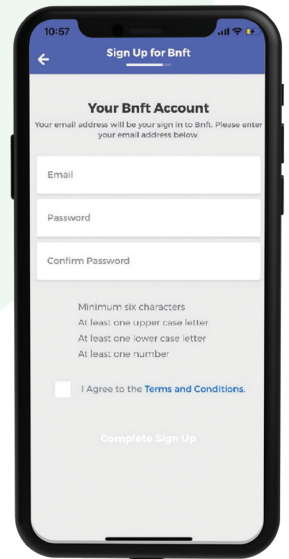 10:57
Sign Up for Bnft
Your Bnft Account
Your email address will be your sign in to Bnft. Please enter
your email address below.
Email
Password
Confirm Password
Minimum six characters
At least one upper case letter
At least one lower case letter
At least one number
I Agree to the Terms and Conditions.
Complete Sign Up